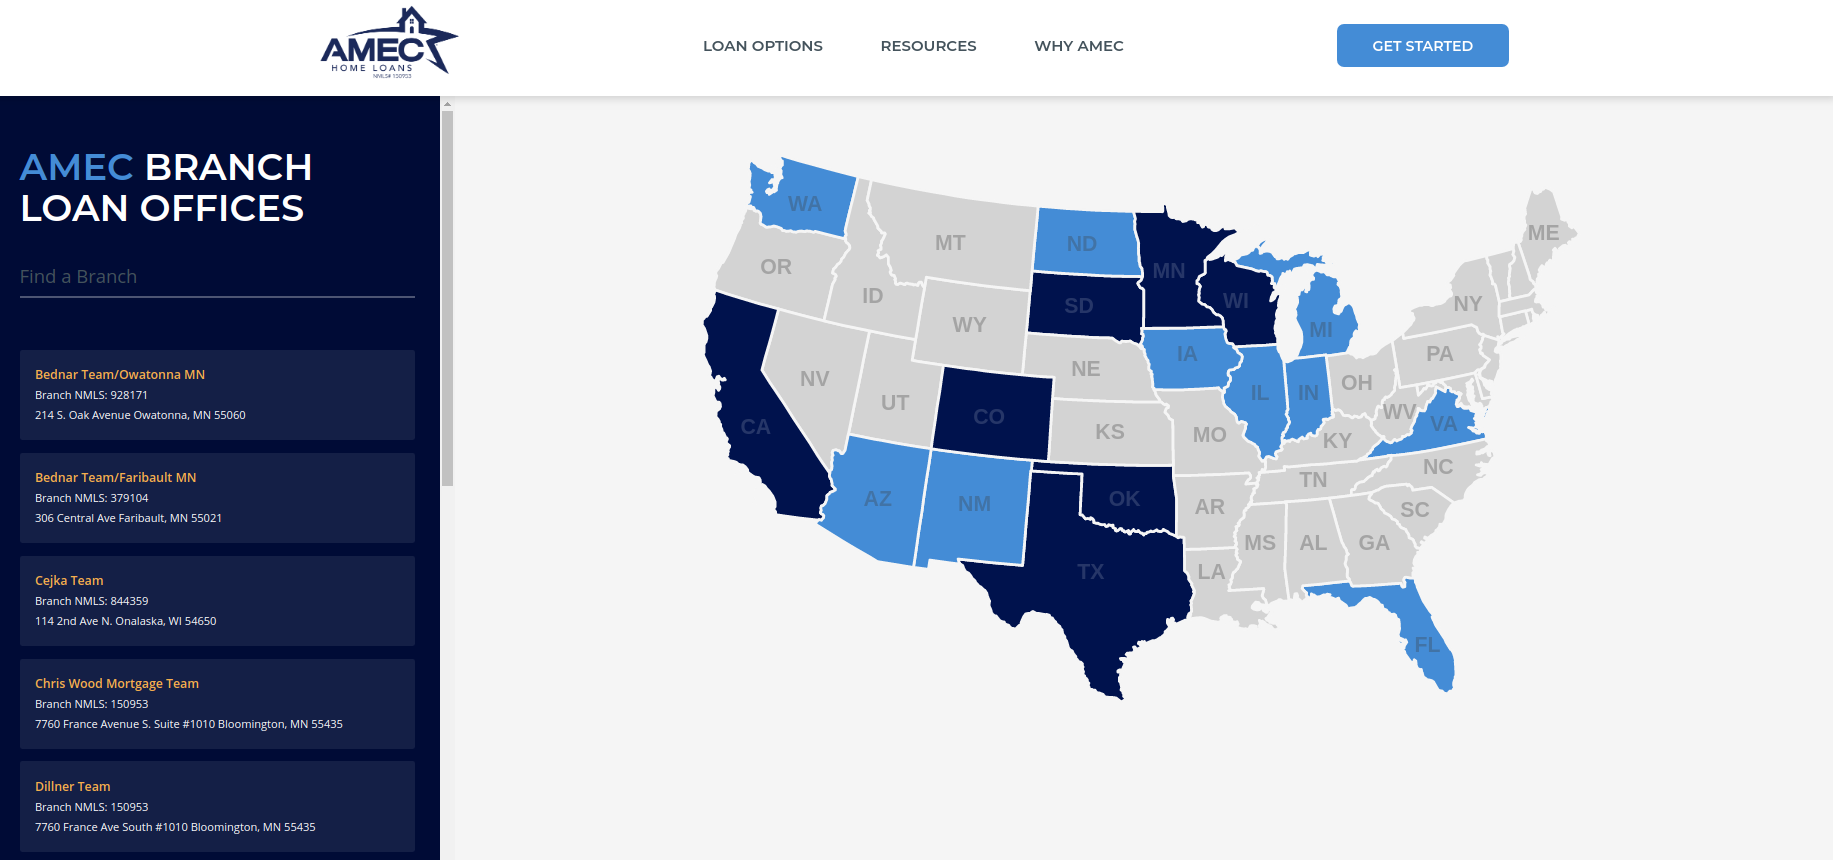 AMEC
HOME LOANS
NMLS# 150953
LOAN OPTIONS
RESOURCES
WHY AMEC
GET STARTED
AMEC BRANCH
LOAN OFFICES
Find a Branch
Bednar Team/Owatonna MN
Branch NMLS: 928171
214 S. Oak Avenue Owatonna, MN 55060
Bednar Team/Faribault MN
Branch NMLS: 379104
306 Central Ave Faribault, MN 55021
Cejka Team
Branch NMLS: 844359
114 2nd Ave N. Onalaska, WI 54650
Chris Wood Mortgage Team
Branch NMLS: 150953
7760 France Avenue S. Suite #1010 Bloomington, MN 55435
Dillner Team
Branch NMLS: 150953
7760 France Ave South #1010 Bloomington, MN 55435
WA
ME
MT
ND
OR
MN
ID
WI
SD
NY
WY
MI
IA
PA
NE
NV
OH
IL
IN
UT
WV
CO
VA
CA
KS
MO
KY
NC
TN
AZ
OK
NM
AR
SC
MS
AL
GA
TX
LA
FL